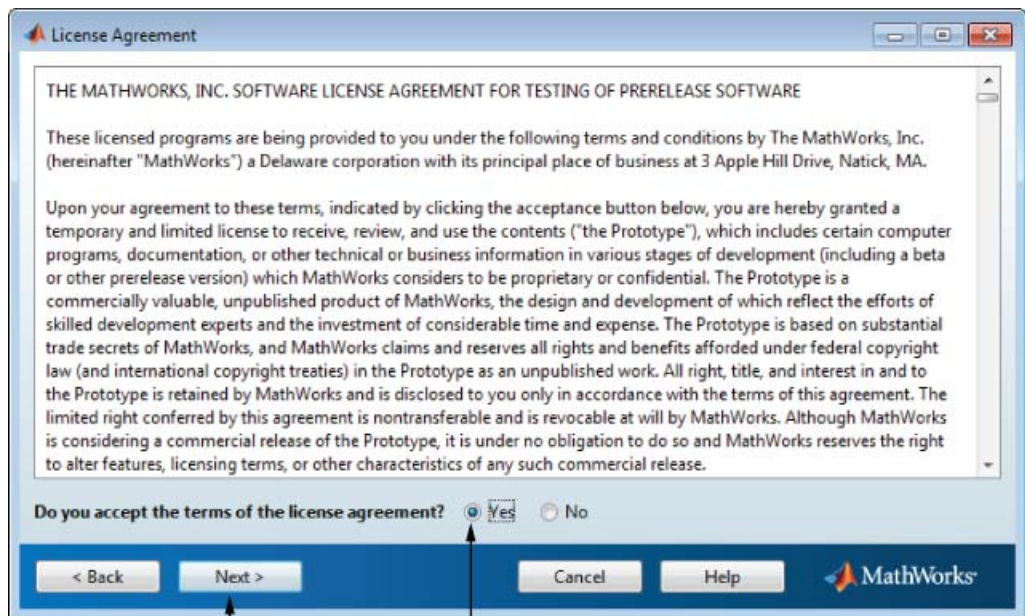 License Agreement
THE MATHWORKS, INC. SOFTWARE LICENSE AGREEMENT FOR TESTING OF PRERELEASE SOFTWARE
These licensed programs are being provided to you under the following terms and conditions by The MathWorks, Inc.
(hereinafter "MathWorks") a Delaware corporation with its principal place of business at 3 Apple Hill Drive, Natick, MA.
Upon your agreement to these terms, indicated by clicking the acceptance button below, you are hereby granted a
temporary and limited license to receive, review, and use the contents ("the Prototype"), which includes certain computer
programs, documentation, or other technical or business information in various stages of development (including a beta
or other prerelease version) which MathWorks considers to be proprietary or confidential. The Prototype is a
commercially valuable, unpublished product of MathWorks, the design and development of which reflect the efforts of
skilled development experts and the investment of considerable time and expense. The Prototype is based on substantial
trade secrets of MathWorks, and MathWorks claims and reserves all rights and benefits afforded under federal copyright
law (and international copyright treaties) in the Prototype as an unpublished work. All right, title, and interest in and to
the Prototype is retained by MathWorks and is disclosed to you only in accordance with the terms of this agreement. The
limited right conferred by this agreement is nontransferable and is revocable at will by MathWorks. Although MathWorks
is considering a commercial release of the Prototype, it is under no obligation to do so and MathWorks reserves the right
to alter features, licensing terms, or other characteristics of any such commercial release.
Do you accept the terms of the license agreement? Yes No
< Back Next > Cancel Help MathWorks